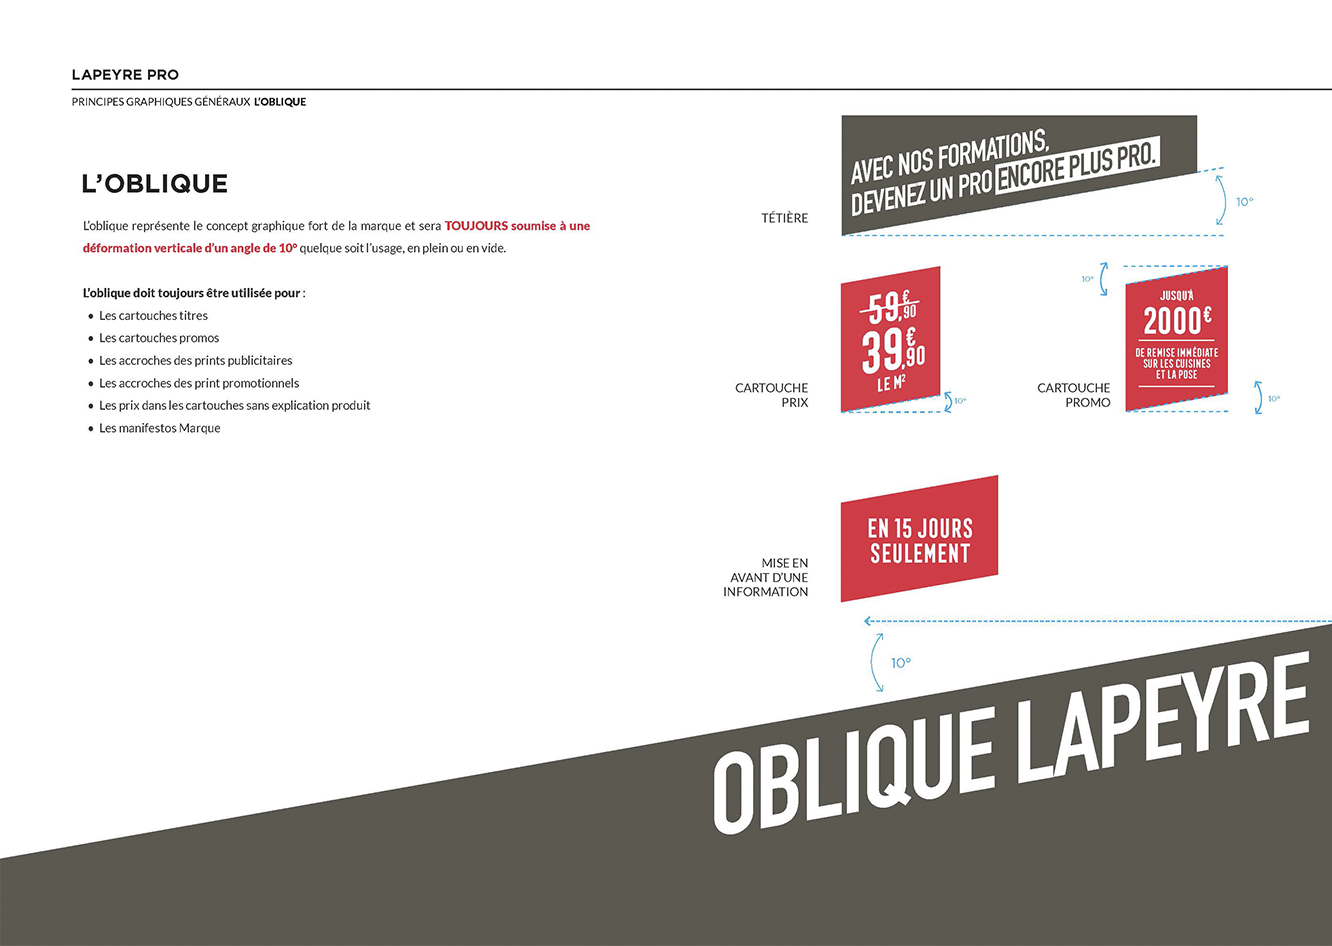 LAPEYRE PRO
PRINCIPES GRAPHIQUES GÉNÉRAUX L'OBLIQUE
L'OBLIQUE
L'oblique représente le concept graphique fort de la marque et sera TOUJOURS soumise à une
déformation verticale d'un angle de 10° quelque soit l'usage, en plein ou en vide.
L'oblique doit toujours être utilisée pour :
• Les cartouches titres
• Les cartouches promos
• Les accroches des prints publicitaires
• Les accroches des print promotionnels
• Les prix dans les cartouches sans explication produit
• Les manifestos Marque
TÉTIÈRE
AVEC NOS FORMATIONS,
DEVENEZ UN PRO ENCORE PLUS PRO.
10°
CARTOUCHE
PRIX
59,€90
39,€90
LE M²
10°
CARTOUCHE
PROMO
10°
JUSQU'À
2000€
DE REMISE IMMÉDIATE
SUR LES CUISINES
ET LA POSE
10°
MISE EN
AVANT D'UNE
INFORMATION
EN 15 JOURS
SEULEMENT
10°
OBLIQUE LAPEYRE